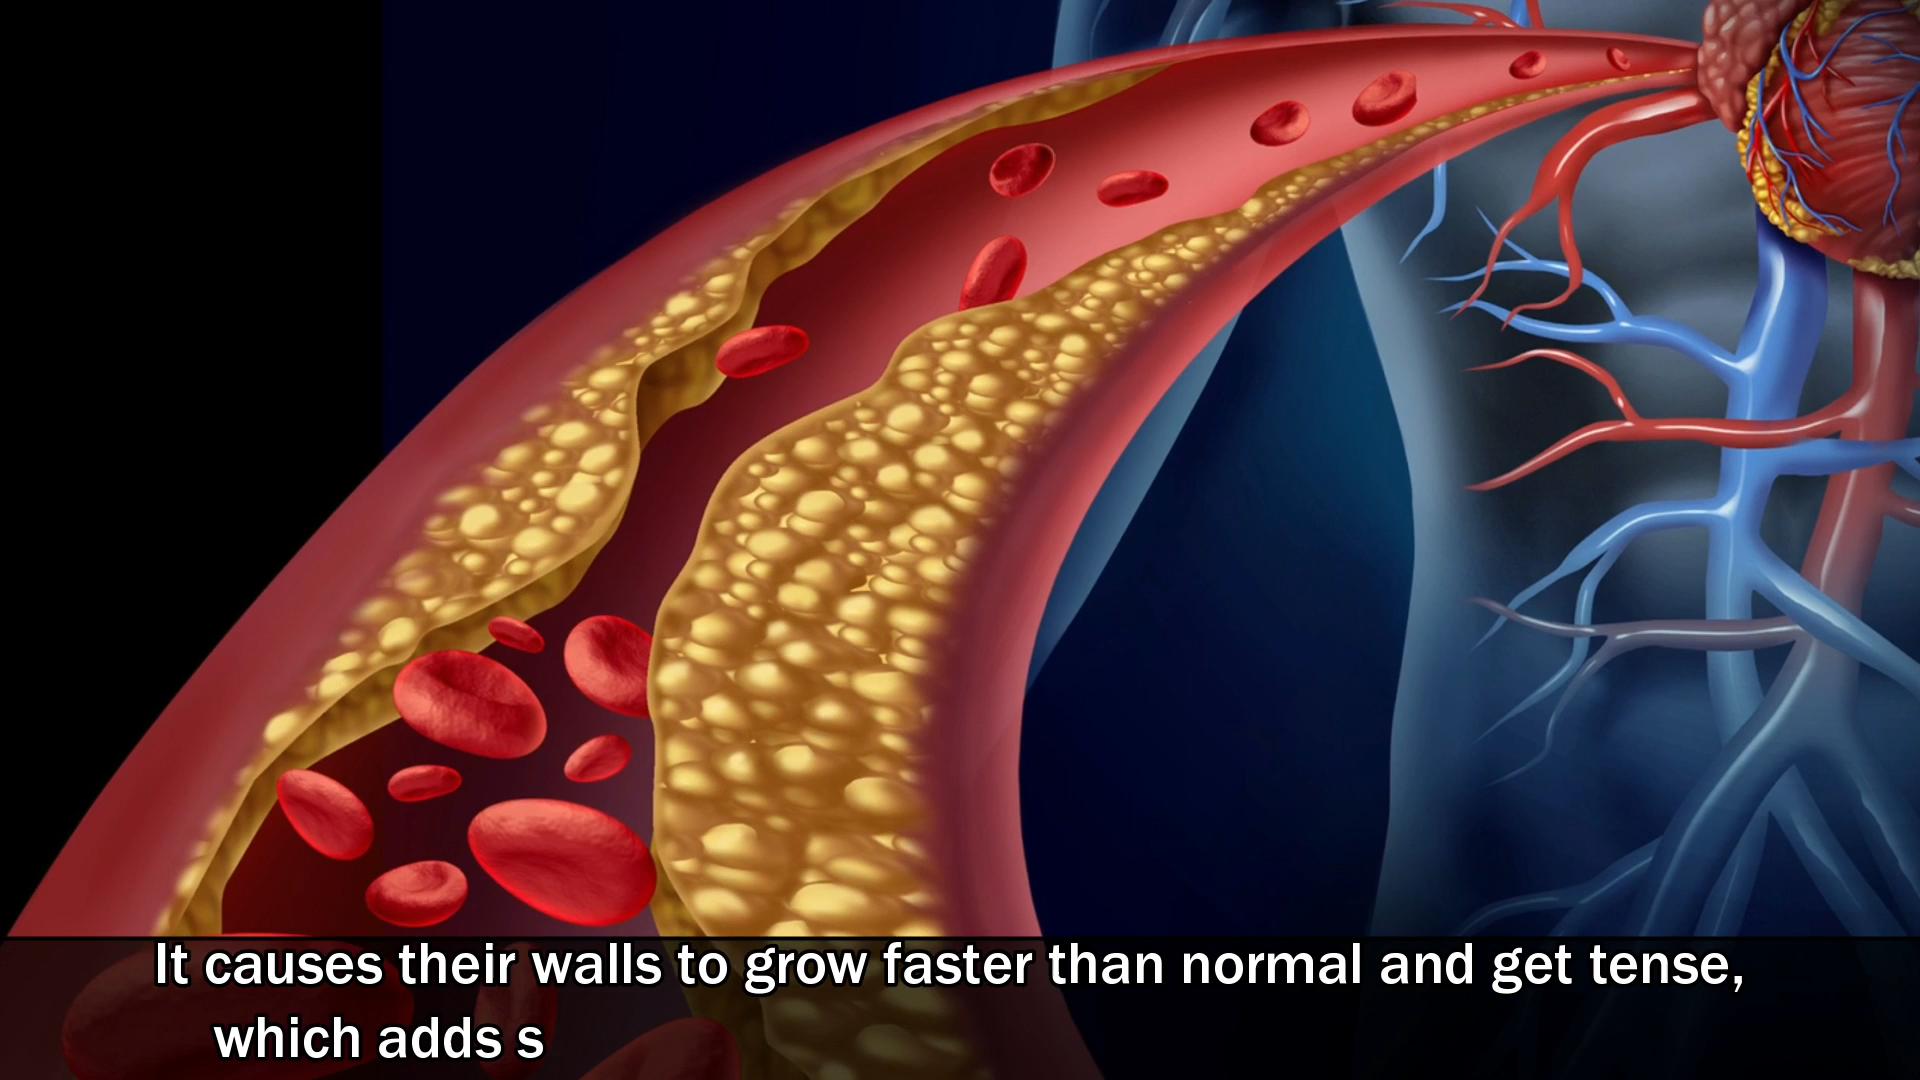 It causes their walls to grow faster than normal and get tense,
which adds s